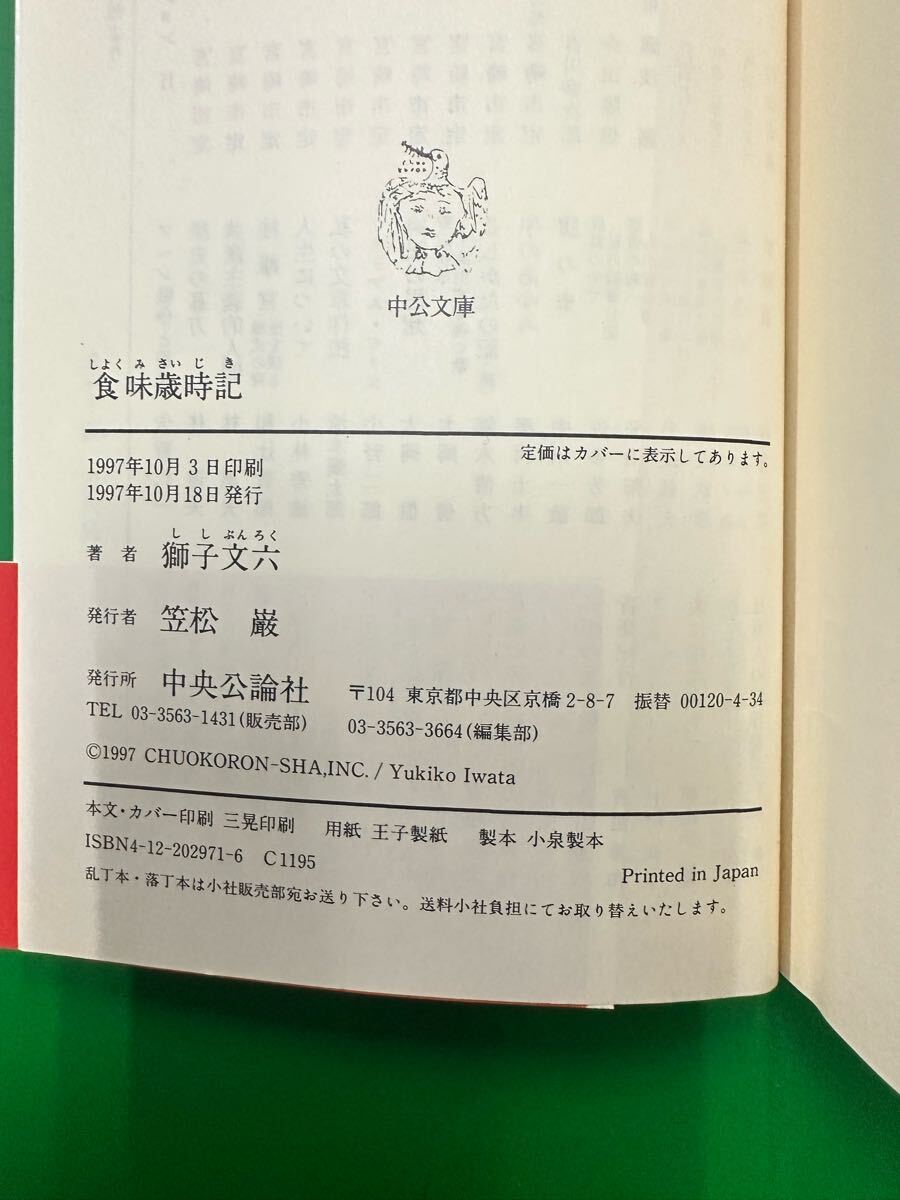 中公文庫
しよく み さい じ き
食味歳時記
定価はカバーに表示してあります。
1997年10月3日印刷
1997年10月18日発行
し し ぶん ろく
著者 獅子文六
発行者 笠松 巌
発行所 中央公論社 〒104 東京都中央区京橋2-8-7 振替 00120-4-34
TEL 03-3563-1431(販売部) 03-3563-3664(編集部)
©1997 CHUOKORON-SHA,INC. / Yukiko Iwata
本文・カバー印刷 三晃印刷 用紙 王子製紙 製本 小泉製本
ISBN4-12-202971-6 C1195
Printed in Japan
乱丁本・落丁本は小社販売部宛お送り下さい。送料小社負担にてお取り替えいたします。